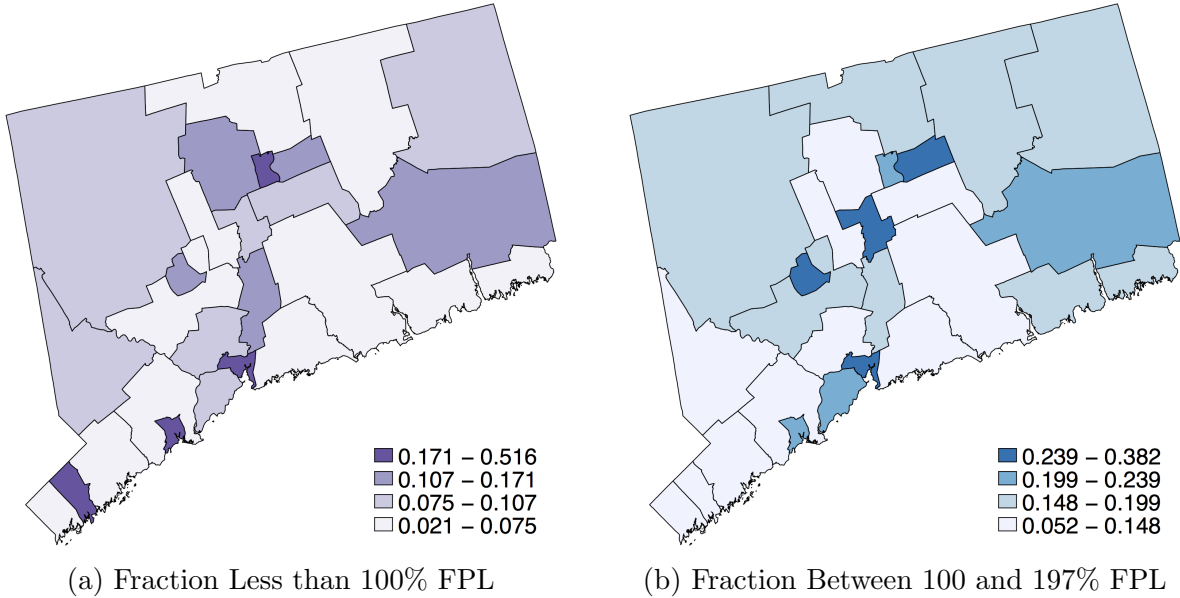 0.171 – 0.516
0.107 – 0.171
0.075 – 0.107
0.021 – 0.075
(a) Fraction Less than 100% FPL
0.239 – 0.382
0.199 – 0.239
0.148 – 0.199
0.052 – 0.148
(b) Fraction Between 100 and 197% FPL